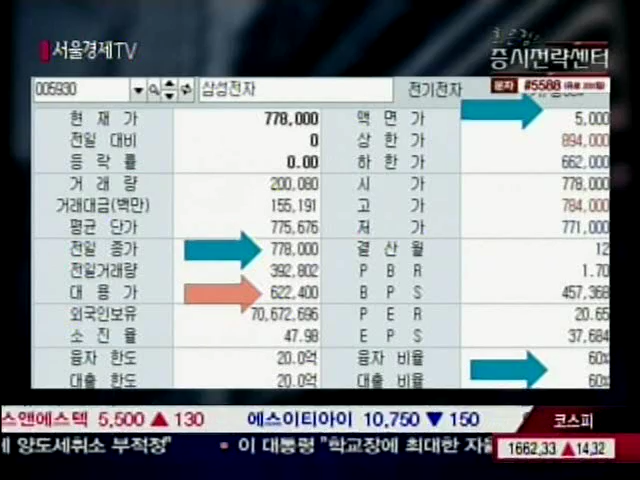 서울경제TV
증시전략센터
문자 #5588
005930 삼성전자 전기전자
현 재 가 778,000 액 면 가 5,000
전일 대비 0 상 한 가 894,000
등 락 률 0.00 하 한 가 662,000
거 래 량 200,080 시 가 778,000
거래대금(백만) 155,191 고 가 784,000
평균 단가 775,676 저 가 771,000
전일 종가 778,000 결 산 월 12
전일거래량 392,802 P B R 1.70
대 용 가 622,400 B P S 457,368
외국인보유 70,672,696 P E R 20.65
소 진 율 47.98 E P S 37,684
융자 한도 20.0억 융자 비율 60%
대출 한도 20.0억 대출 비율 60%
스앤에스텍 5,500 ▲ 130 에스이티아이 10,750 ▼ 150 코스피
양도세취소 부적정" • 이 대통령 "학교장에 최대한 자율 1662.33 ▲14.32